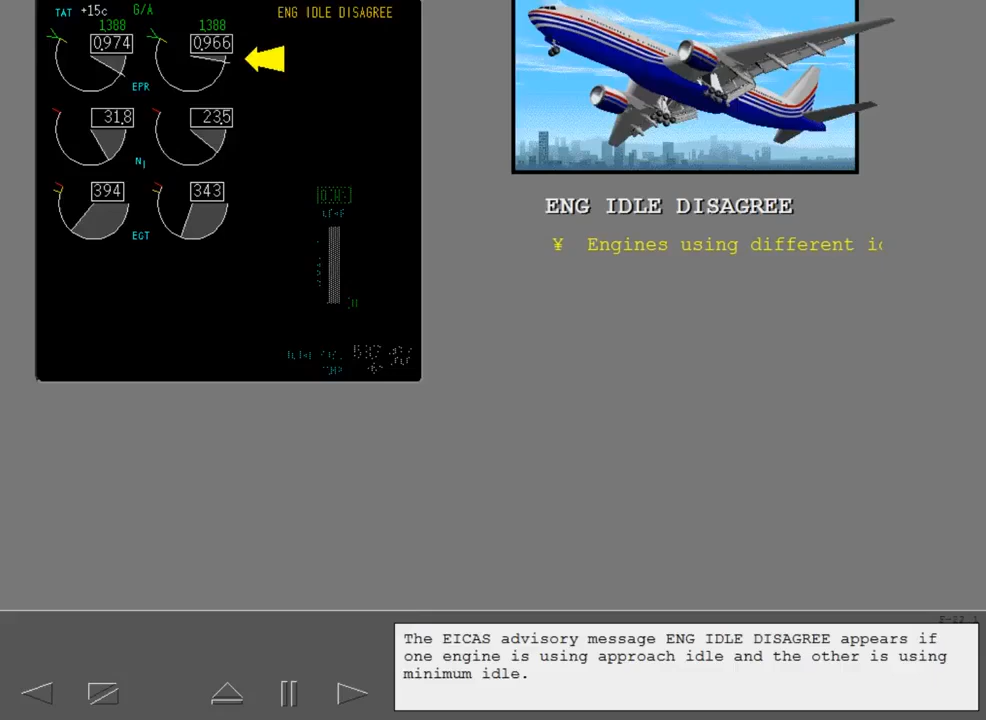 TAT +15c G/A
ENG IDLE DISAGREE
1388 1388
0.974 0.966
EPR
31.8 23.5
N1
394 343
EGT
ENG IDLE DISAGREE
¥ Engines using different
The EICAS advisory message ENG IDLE DISAGREE appears if
one engine is using approach idle and the other is using
minimum idle.